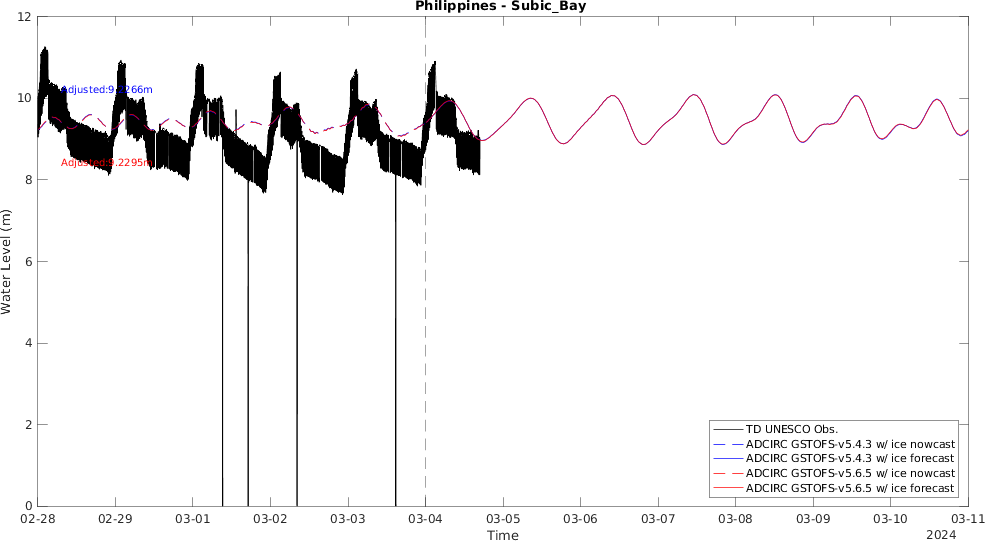 Philippines - Subic_Bay
12
10
8
6
4
2
0
Water Level (m)
Adjusted:9.2266m
Adjusted:9.2295m
TD UNESCO Obs.
ADCIRC GSTOFS-v5.4.3 w/ ice nowcast
ADCIRC GSTOFS-v5.4.3 w/ ice forecast
ADCIRC GSTOFS-v5.6.5 w/ ice nowcast
ADCIRC GSTOFS-v5.6.5 w/ ice forecast
02-28 02-29 03-01 03-02 03-03 03-04 03-05 03-06 03-07 03-08 03-09 03-10 03-11
Time
2024